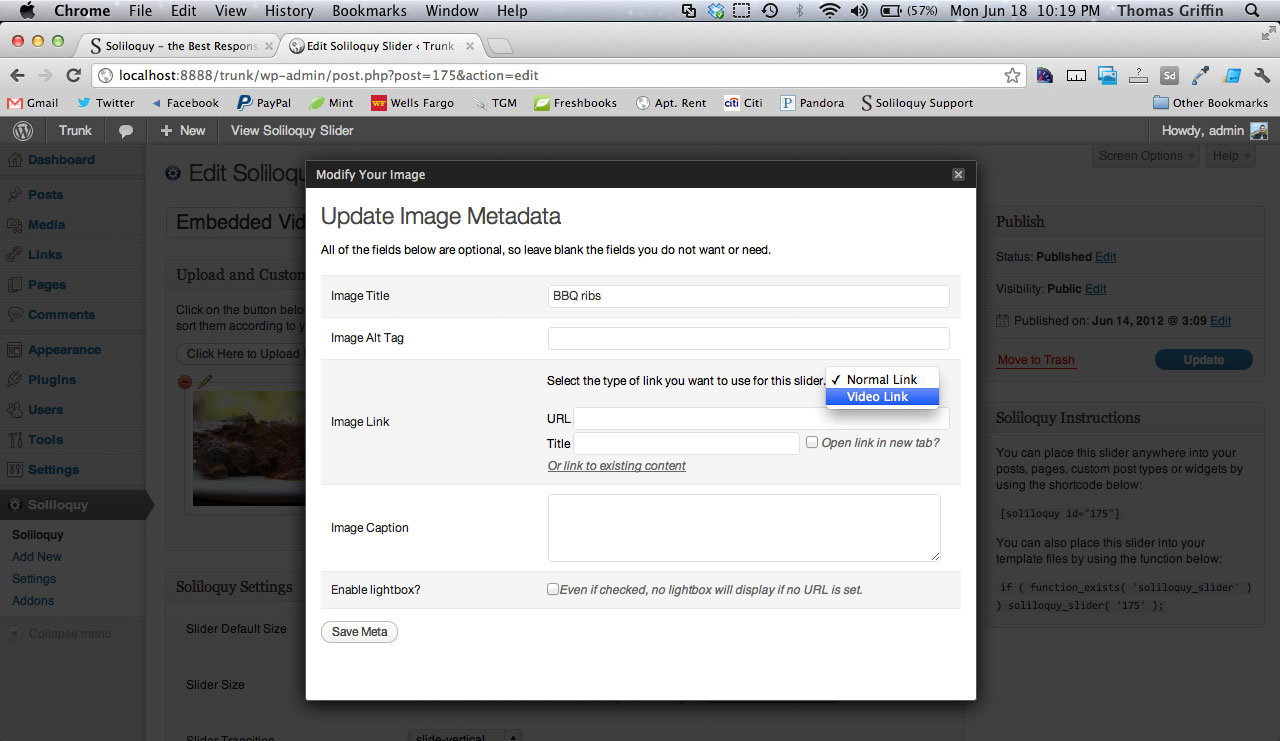 Chrome File Edit View History Bookmarks Window Help (57%) Mon Jun 18 10:19 PM Thomas Griffin
Soliloquy – the Best Respons
Edit Soliloquy Slider ‹ Trunk
localhost:8888/trunk/wp-admin/post.php?post=175&action=edit
Gmail Twitter Facebook PayPal Mint Wells Fargo TGM Freshbooks Apt. Rent Citi Pandora Soliloquy Support Other Bookmarks
Trunk + New View Soliloquy Slider Howdy, admin
Screen Options Help
Dashboard
Posts
Media
Links
Pages
Comments
Appearance
Plugins
Users
Tools
Settings
Soliloquy
Soliloquy
Add New
Settings
Addons
Collapse menu
Edit Soliloqu
Embedded Vid
Upload and Custom
Click on the button belo
sort them according to y
Click Here to Upload
Soliloquy Settings
Slider Default Size
Slider Size
Slider Transition
slide-vertical
Modify Your Image
Update Image Metadata
All of the fields below are optional, so leave blank the fields you do not want or need.
Image Title BBQ ribs
Image Alt Tag
Image Link
Select the type of link you want to use for this slider.
✓ Normal Link
Video Link
URL
Title Open link in new tab?
Or link to existing content
Image Caption
Enable lightbox? Even if checked, no lightbox will display if no URL is set.
Save Meta
Publish
Status: Published Edit
Visibility: Public Edit
Published on: Jun 14, 2012 @ 3:09 Edit
Move to Trash Update
Soliloquy Instructions
You can place this slider anywhere into your
posts, pages, custom post types or widgets by
using the shortcode below:
[soliloquy id="175"]
You can also place this slider into your
template files by using the function below:
if ( function_exists( 'soliloquy_slider' )
) soliloquy_slider( '175' );